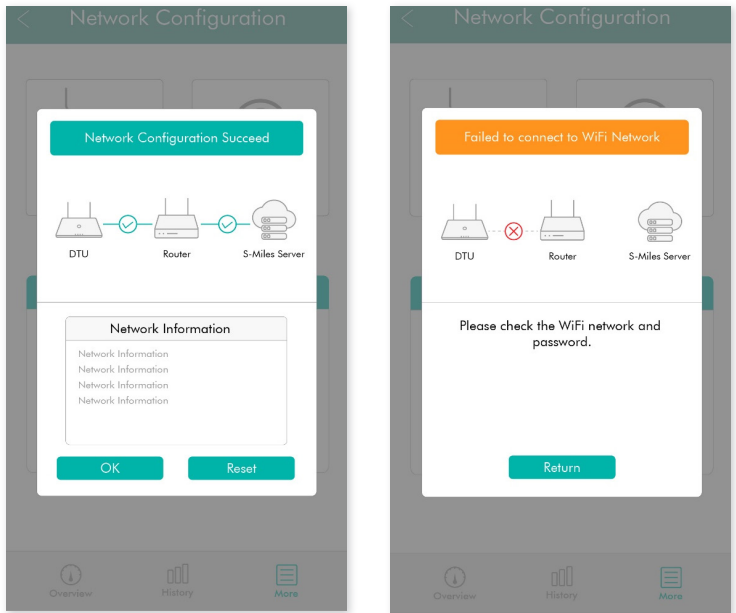 Network Configuration
Network Configuration Succeed
DTU
Router
S-Miles Server
Network Information
Network Information
Network Information
Network Information
Network Information
OK
Reset
Overview
History
More
Network Configuration
Failed to connect to WiFi Network
DTU
Router
S-Miles Server
Please check the WiFi network and
password.
Return
Overview
History
More